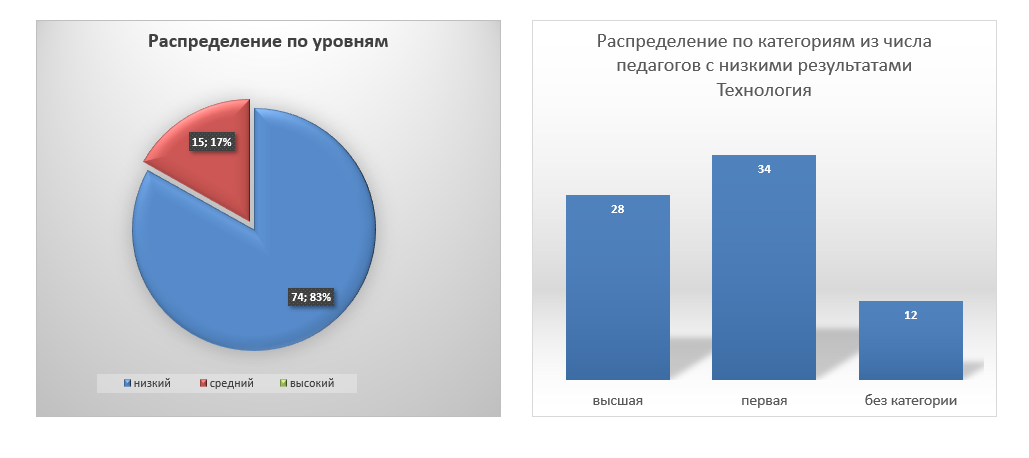 Распределение по уровням
15; 17%
74; 83%
низкий средний высокий
Распределение по категориям из числа
педагогов с низкими результатами
Технология
34
28
12
высшая первая без категории